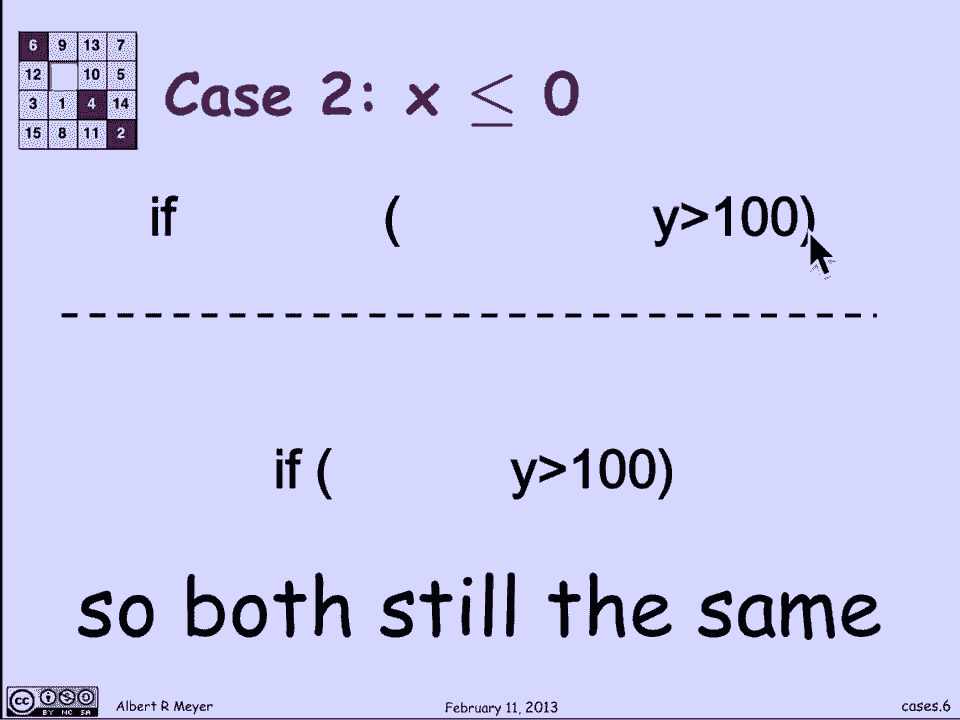 6 9 13 7
12 10 5
3 1 4 14
15 8 11 2
Case 2: x ≤ 0
if ( y>100)
if ( y>100)
so both still the same
cc BY NC SA Albert R Meyer February 11, 2013 cases.6